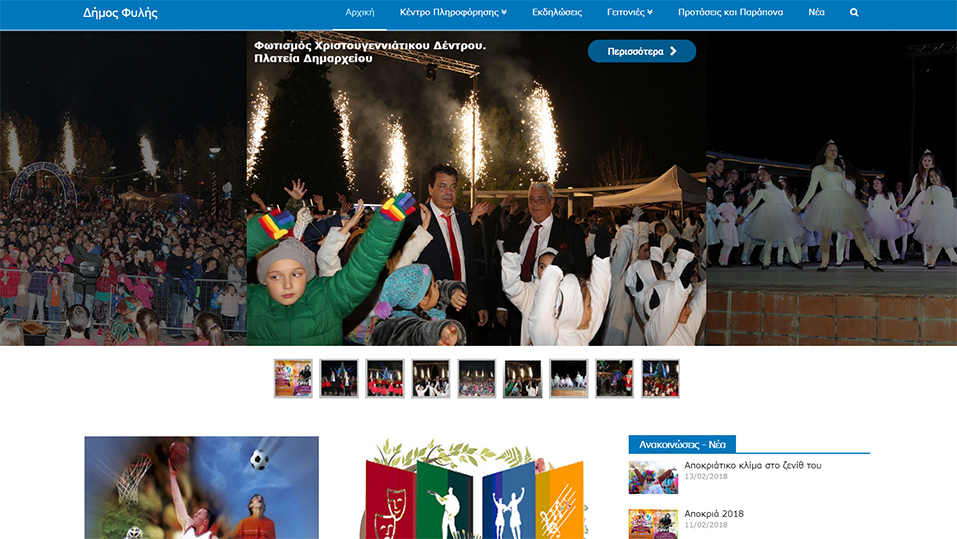 Δήμος Φυλής
Αρχική Κέντρο Πληροφόρησης Εκδηλώσεις Γειτονιές Προτάσεις και Παράπονα Νέα
Φωτισμός Χριστουγεννιάτικου Δέντρου.
Πλατεία Δημαρχείου
Περισσότερα
Ανακοινώσεις - Νέα
Αποκριάτικο κλίμα στο ζενίθ του
13/02/2018
Αποκριά 2018
11/02/2018